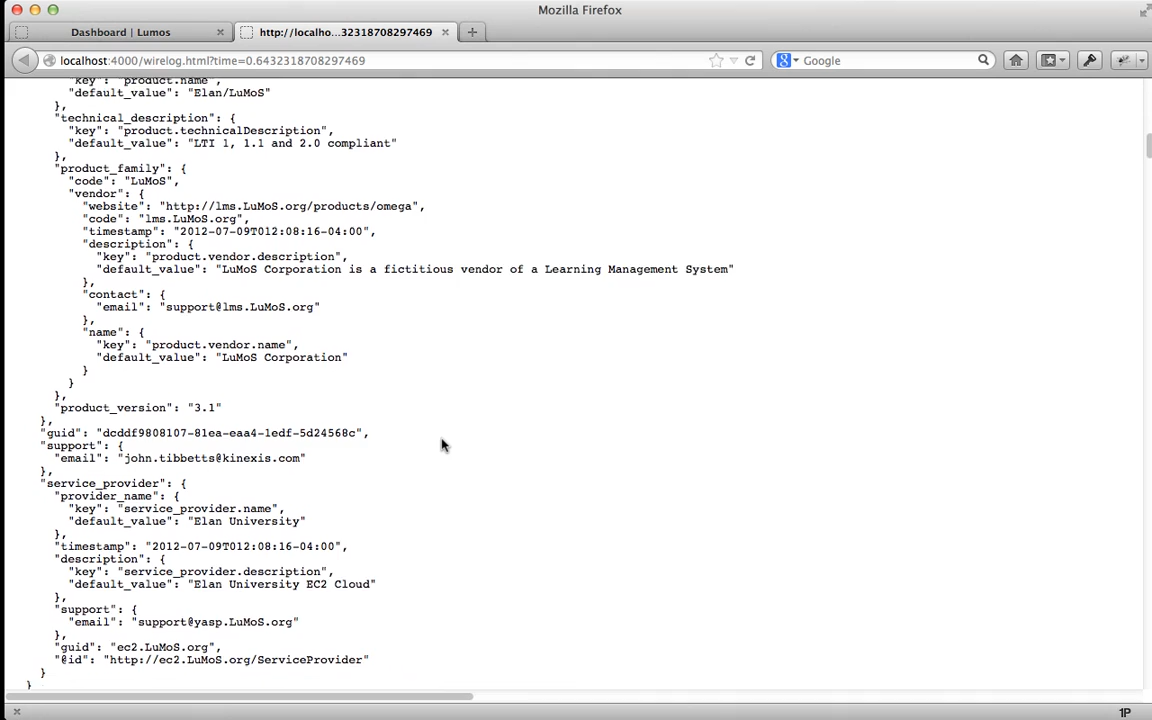 Mozilla Firefox
Dashboard | Lumos
http://localho...32318708297469
localhost:4000/wirelog.html?time=0.6432318708297469
Google
"key": "product.name",
"default_value": "Elan/LuMoS"
},
"technical_description": {
"key": "product.technicalDescription",
"default_value": "LTI 1, 1.1 and 2.0 compliant"
},
"product_family": {
"code": "LuMoS",
"vendor": {
"website": "http://lms.LuMoS.org/products/omega",
"code": "lms.LuMoS.org",
"timestamp": "2012-07-09T012:08:16-04:00",
"description": {
"key": "product.vendor.description",
"default_value": "LuMoS Corporation is a fictitious vendor of a Learning Management System"
},
"contact": {
"email": "support@lms.LuMoS.org"
},
"name": {
"key": "product.vendor.name",
"default_value": "LuMoS Corporation"
}
}
},
"product_version": "3.1"
},
"guid": "dcddf9808107-81ea-eaa4-1edf-5d24568c",
"support": {
"email": "john.tibbetts@kinexis.com"
},
"service_provider": {
"provider_name": {
"key": "service_provider.name",
"default_value": "Elan University"
},
"timestamp": "2012-07-09T012:08:16-04:00",
"description": {
"key": "service_provider.description",
"default_value": "Elan University EC2 Cloud"
},
"support": {
"email": "support@yasp.LuMoS.org"
},
"guid": "ec2.LuMoS.org",
"@id": "http://ec2.LuMoS.org/ServiceProvider"
}
}
1P